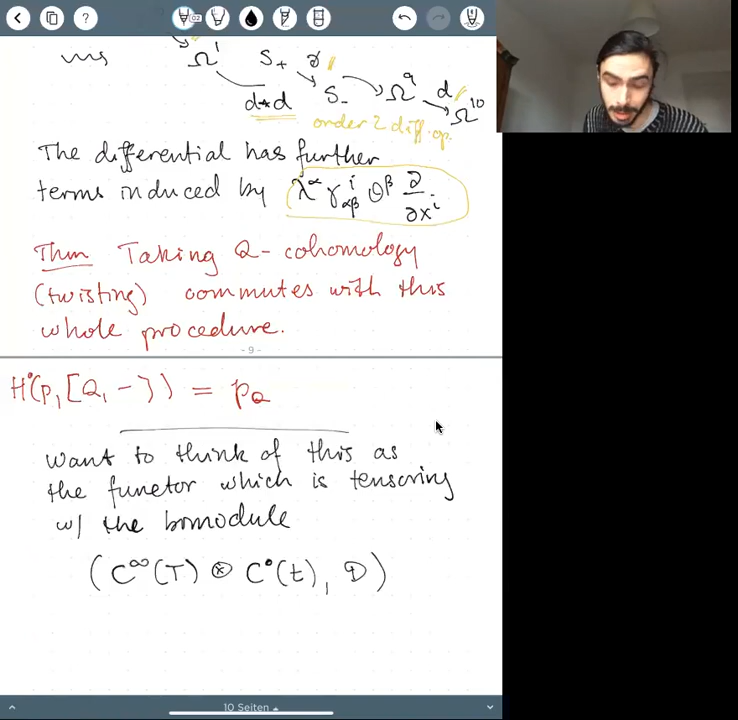 Ω¹ S₊ ∂̸
d*d S₋ Ω⁹ d Ω¹⁰
order 2 diff. op.
The differential has further
terms induced by λ^α γ^i_αβ θ^β ∂/∂x^i
Thm Taking Q-cohomology
(twisting) commutes with this
whole procedure.
- 9 -
H°(p, [Q, -]) = p_Q
want to think of this as
the functor which is tensoring
w/ the bimodule
(C^∞(T) ⊗ C•(t), D)
10 Seiten